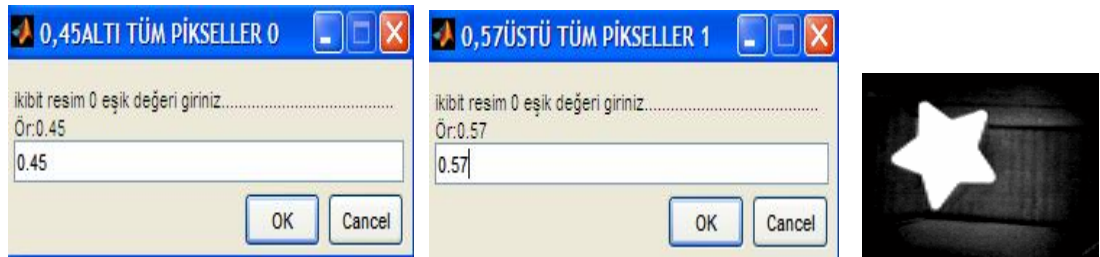 0,45ALTI TÜM PİKSELLER 0
ikibit resim 0 eşik değeri giriniz.......................................
Ör:0.45
0.45
OK
Cancel
0,57ÜSTÜ TÜM PİKSELLER 1
ikibit resim 0 eşik değeri giriniz.......................................
Ör:0.57
0.57
OK
Cancel